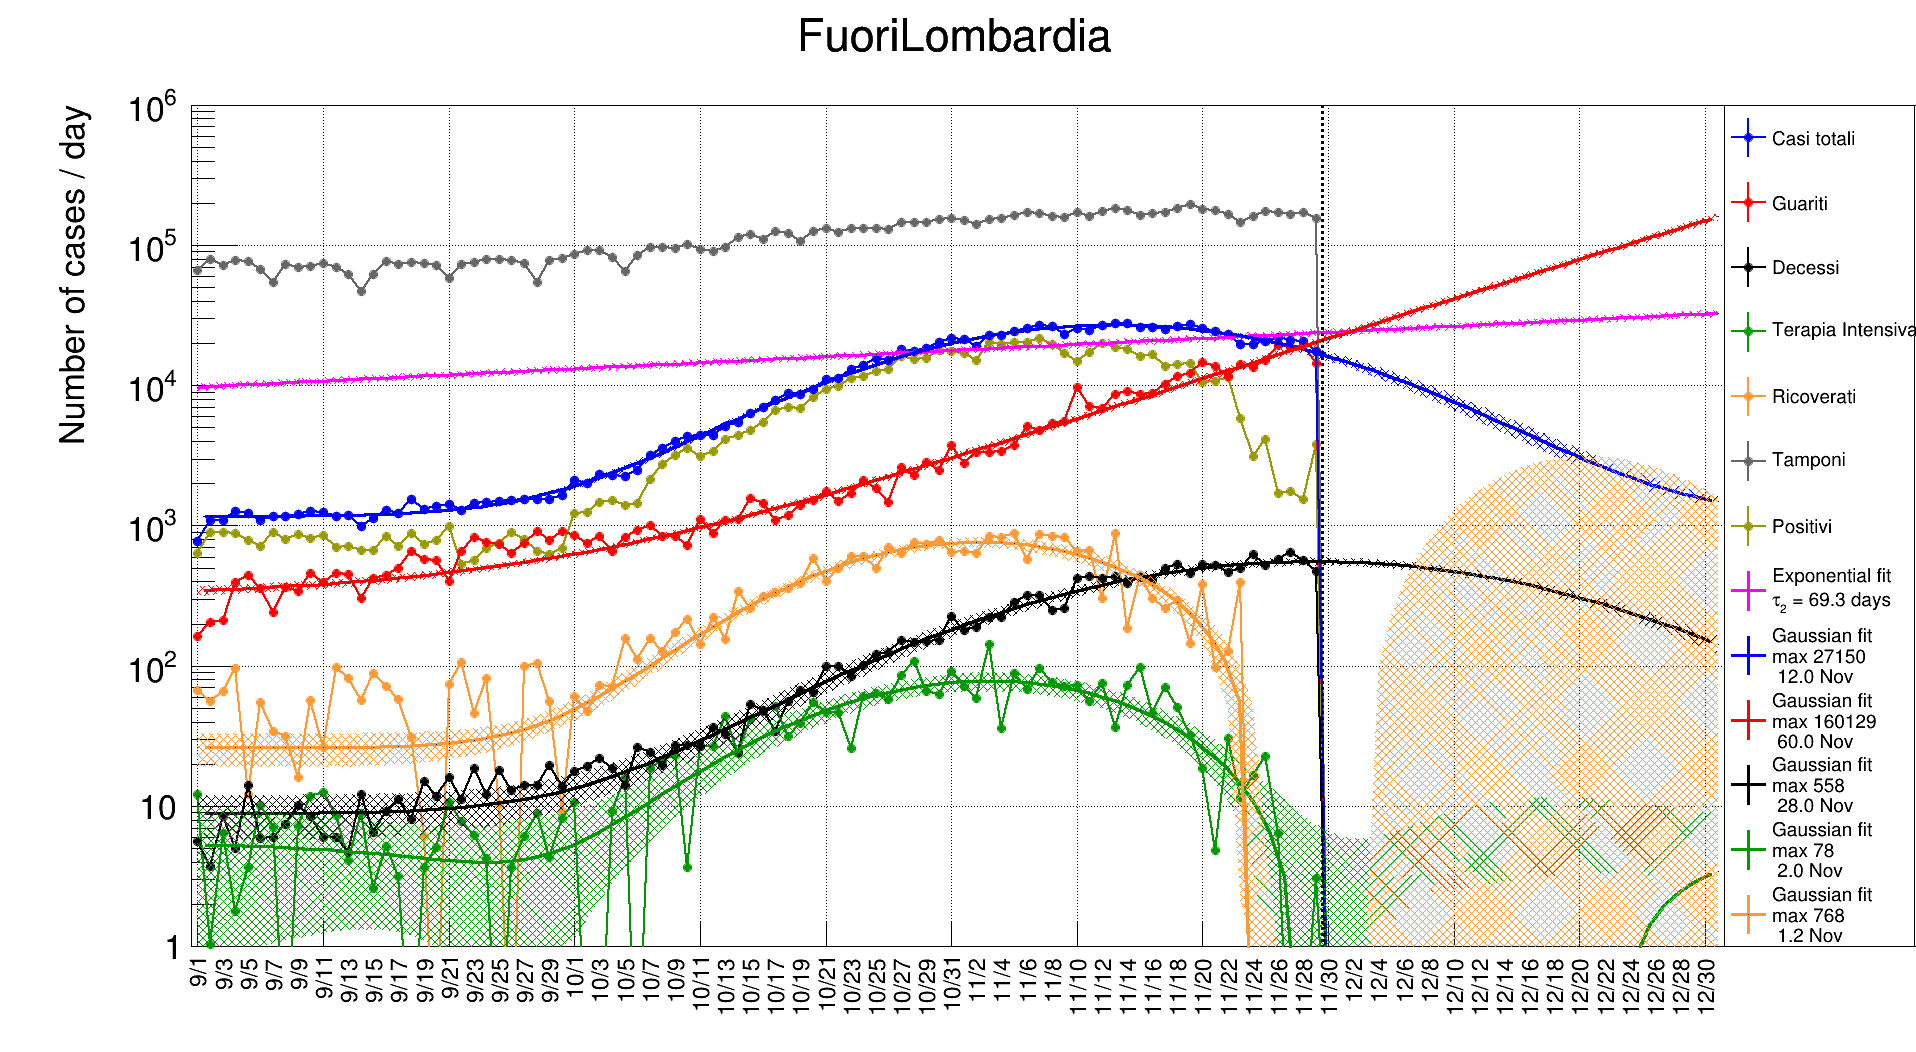 FuoriLombardia
Number of cases / day
10^6
10^5
10^4
10^3
10^2
10
1
9/1
9/3
9/5
9/7
9/9
9/11
9/13
9/15
9/17
9/19
9/21
9/23
9/25
9/27
9/29
10/1
10/3
10/5
10/7
10/9
10/11
10/13
10/15
10/17
10/19
10/21
10/23
10/25
10/27
10/29
10/31
11/2
11/4
11/6
11/8
11/10
11/12
11/14
11/16
11/18
11/20
11/22
11/24
11/26
11/28
11/30
12/2
12/4
12/6
12/8
12/10
12/12
12/14
12/16
12/18
12/20
12/22
12/24
12/26
12/28
12/30
Casi totali
Guariti
Decessi
Terapia Intensiva
Ricoverati
Tamponi
Positivi
Exponential fit
τ₂ = 69.3 days
Gaussian fit
max 27150
12.0 Nov
Gaussian fit
max 160129
60.0 Nov
Gaussian fit
max 558
28.0 Nov
Gaussian fit
max 78
2.0 Nov
Gaussian fit
max 768
1.2 Nov